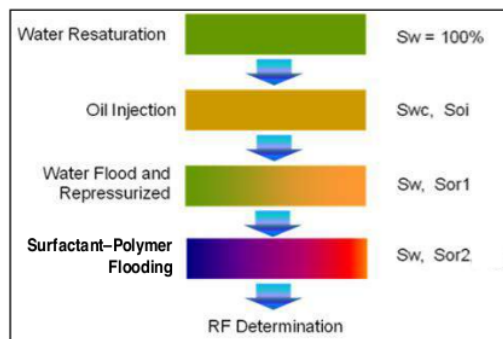 Water Resaturation
Sw = 100%
Oil Injection
Swc, Soi
Water Flood and
Repressurized
Sw, Sor1
Surfactant–Polymer
Flooding
Sw, Sor2
RF Determination